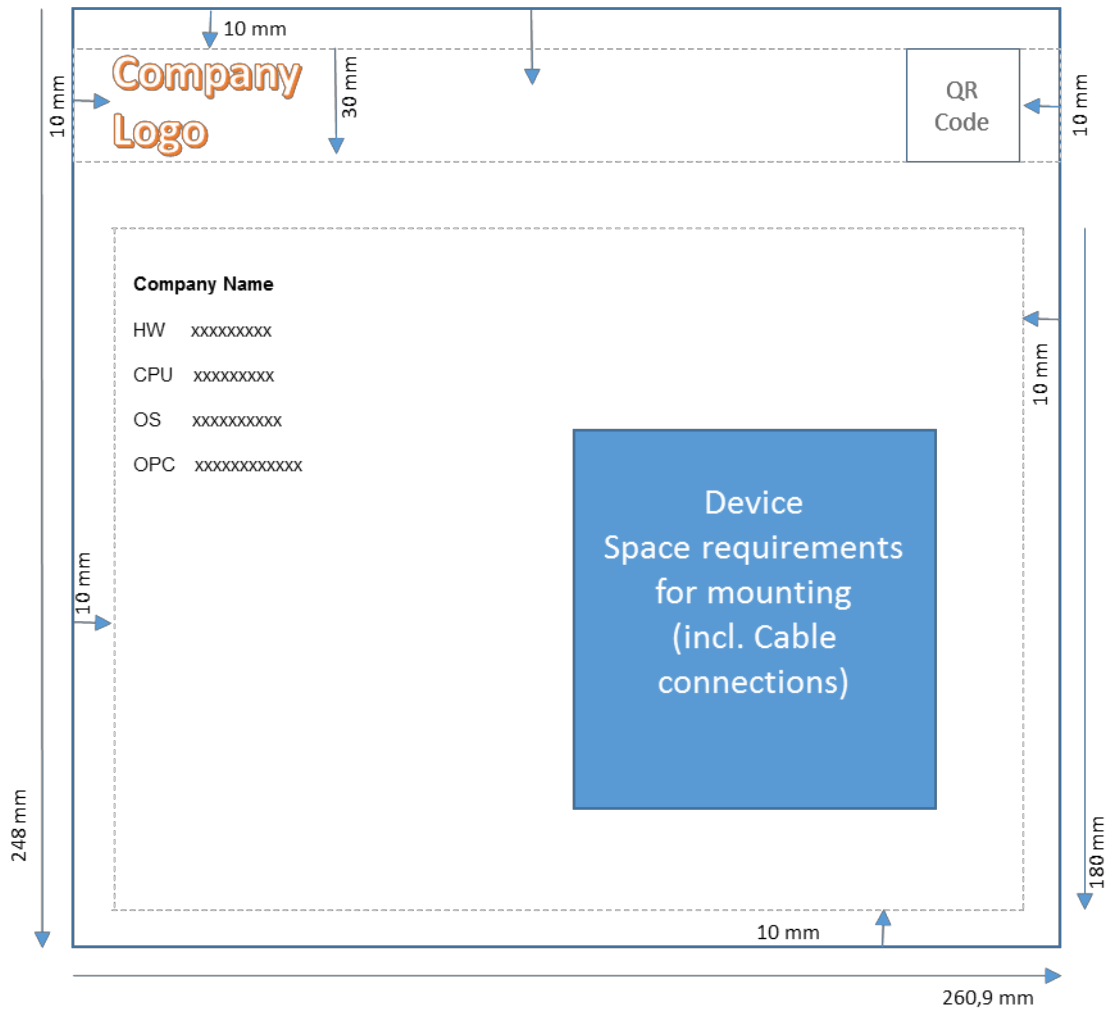 10 mm
Company
Logo
30 mm
QR
Code
10 mm
10 mm
Company Name
HW xxxxxxxxx
CPU xxxxxxxxx
OS xxxxxxxxxx
OPC xxxxxxxxxxxx
10 mm
Device
Space requirements
for mounting
(incl. Cable
connections)
10 mm
248 mm
180 mm
10 mm
260,9 mm